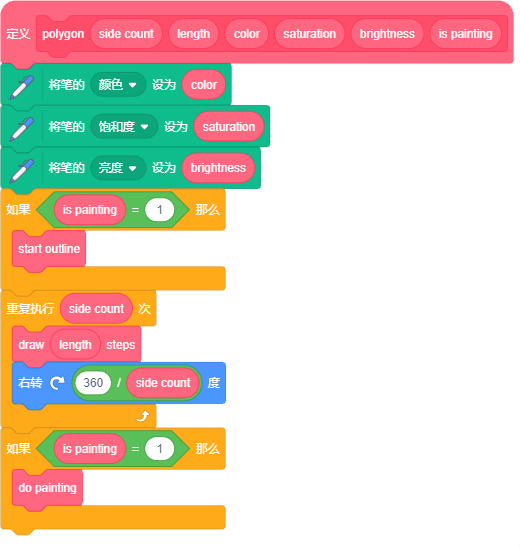 定义 polygon side count length color saturation brightness is painting
将笔的 颜色 设为 color
将笔的 饱和度 设为 saturation
将笔的 亮度 设为 brightness
如果 is painting = 1 那么
start outline
重复执行 side count 次
draw length steps
右转 360 / side count 度
如果 is painting = 1 那么
do painting